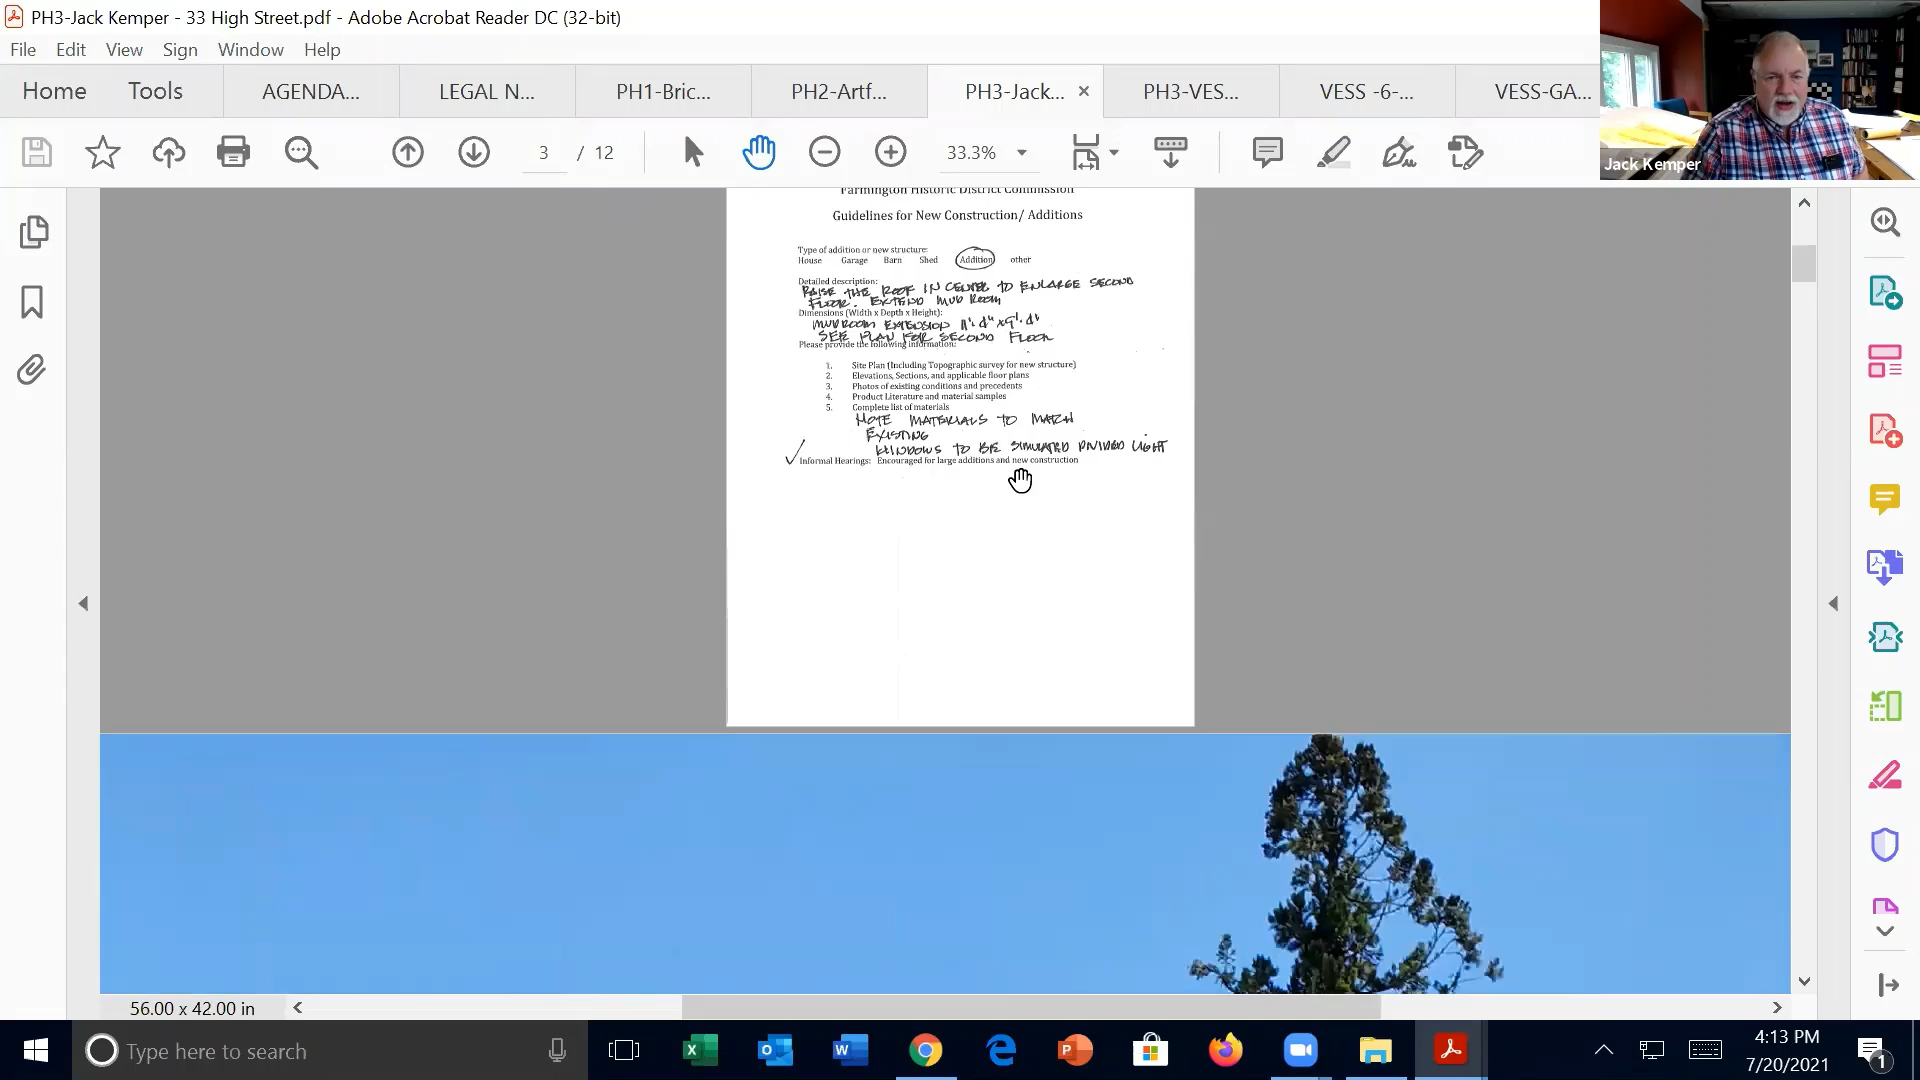 PH3-Jack Kemper - 33 High Street.pdf - Adobe Acrobat Reader DC (32-bit)
File Edit View Sign Window Help
Home Tools AGENDA... LEGAL N... PH1-Bric... PH2-Artf... PH3-Jack... × PH3-VES... VESS -6-... VESS-GA...
3 / 12 33.3%
Jack Kemper
Farmington Historic District Commission
Guidelines for New Construction/ Additions
Type of addition or new structure:
House Garage Barn Shed Addition other
Detailed description:
RAISE THE ROOF IN CENTER TO ENLARGE SECOND
FLOOR. EXTEND MUD ROOM
Dimensions (Width x Depth x Height):
MUDROOM EXTENSION
SEE PLAN FOR SECOND FLOOR
Please provide the following information:
1. Site Plan (Including Topographic survey for new structure)
2. Elevations, Sections, and applicable floor plans
3. Photos of existing conditions and precedents
4. Product Literature and material samples
5. Complete list of materials
NOTE MATERIALS TO MATCH
EXISTING
WINDOWS TO BE SIMULATED DIVIDED LIGHT
Informal Hearings: Encouraged for large additions and new construction
56.00 x 42.00 in
Type here to search
4:13 PM
7/20/2021
1